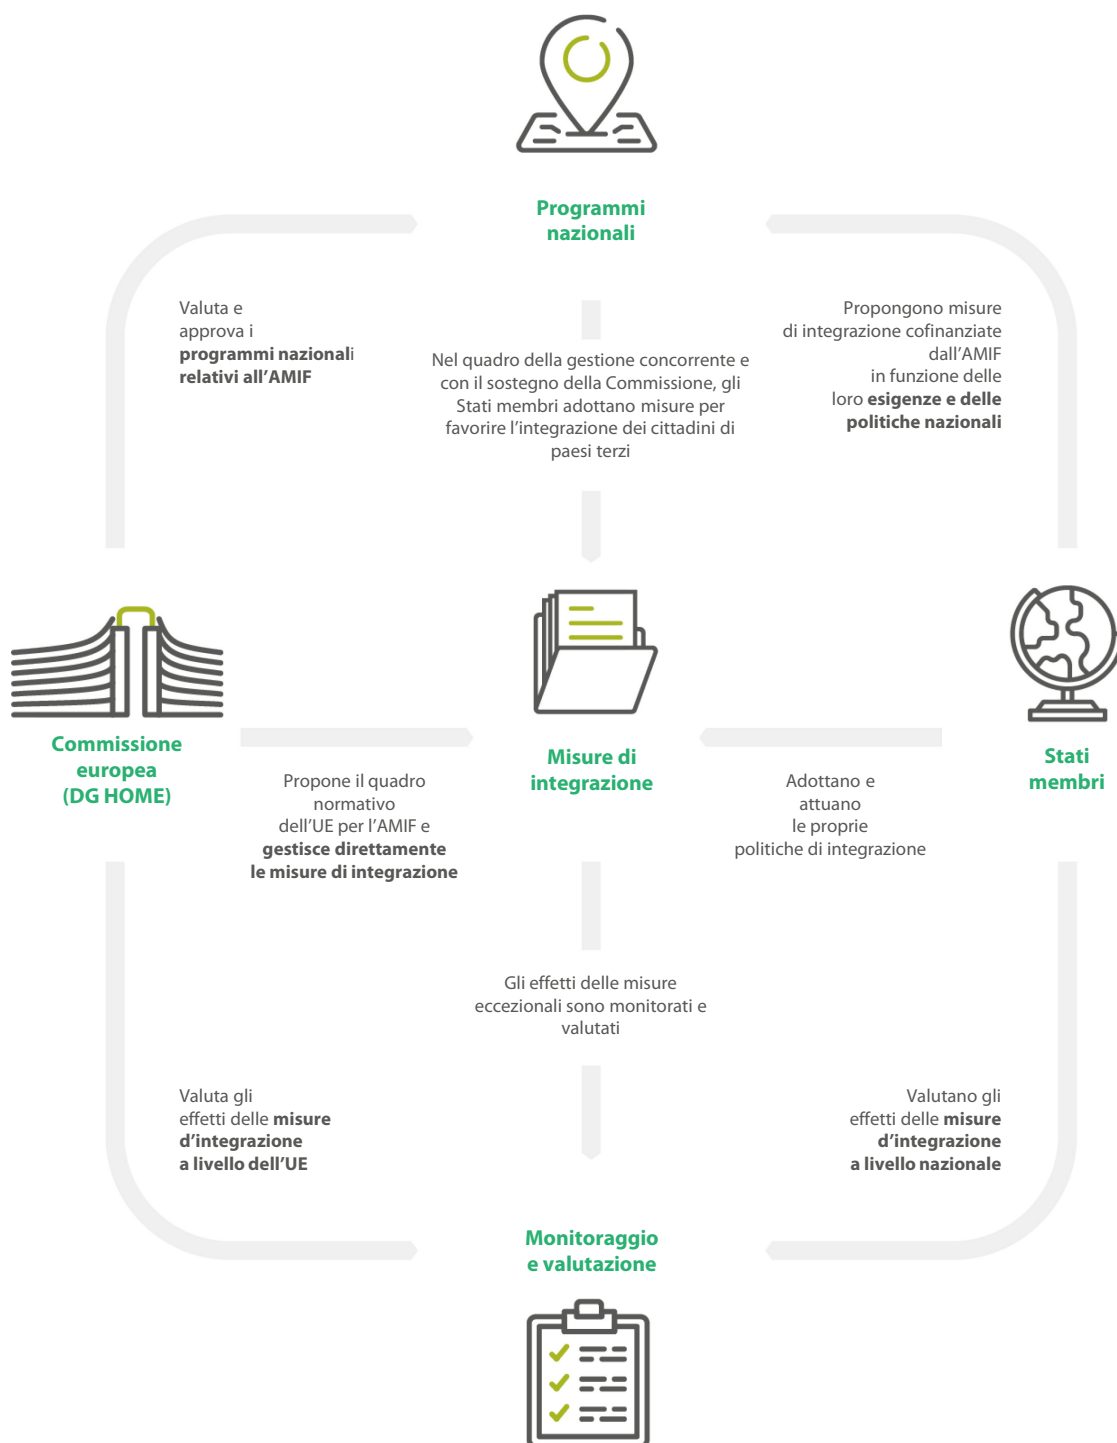 Programmi
nazionali
Valuta e
approva i
programmi nazionali
relativi all’AMIF
Nel quadro della gestione concorrente e
con il sostegno della Commissione, gli
Stati membri adottano misure per
favorire l’integrazione dei cittadini di
paesi terzi
Propongono misure
di integrazione cofinanziate
dall’AMIF
in funzione delle
loro esigenze e delle
politiche nazionali
Commissione
europea
(DG HOME)
Misure di
integrazione
Stati
membri
Propone il quadro
normativo
dell’UE per l’AMIF e
gestisce direttamente
le misure di integrazione
Adottano e
attuano
le proprie
politiche di integrazione
Gli effetti delle misure
eccezionali sono monitorati e
valutati
Valuta gli
effetti delle misure
d’integrazione
a livello dell’UE
Valutano gli
effetti delle misure
d’integrazione
a livello nazionale
Monitoraggio
e valutazione